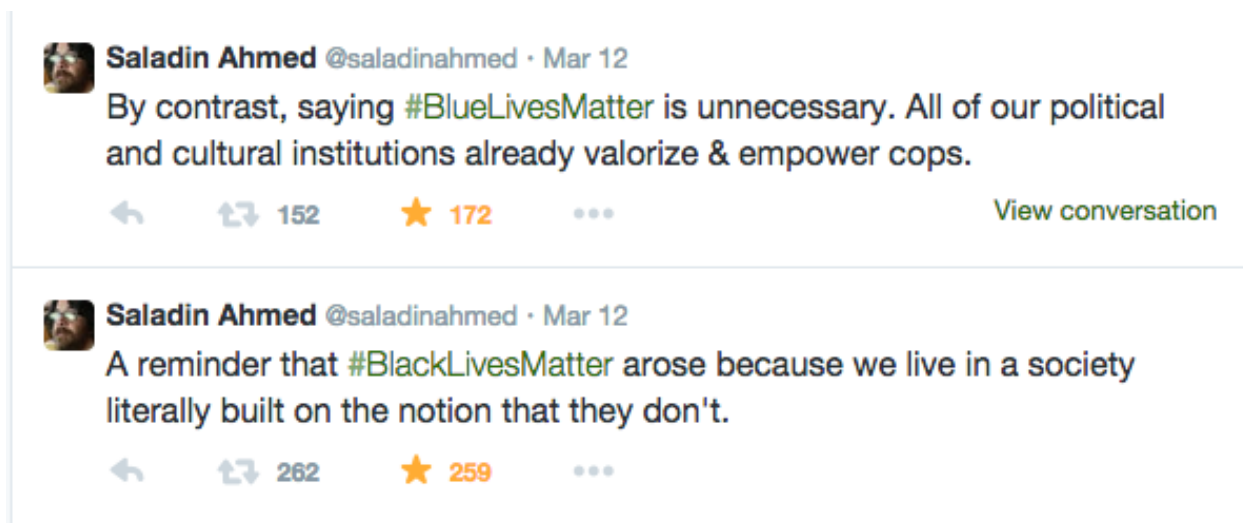 Saladin Ahmed @saladinahmed · Mar 12
By contrast, saying #BlueLivesMatter is unnecessary. All of our political
and cultural institutions already valorize & empower cops.
152 172 View conversation
Saladin Ahmed @saladinahmed · Mar 12
A reminder that #BlackLivesMatter arose because we live in a society
literally built on the notion that they don't.
262 259